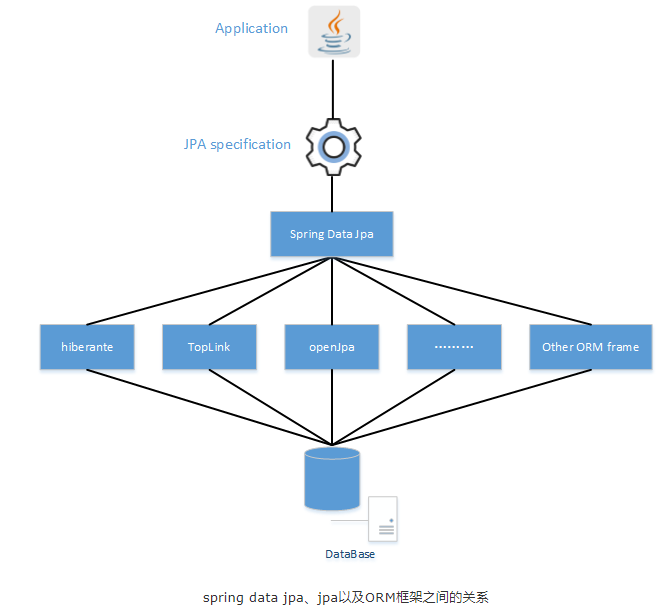 Application
JPA specification
Spring Data Jpa
hiberante
TopLink
openJpa
………
Other ORM frame
DataBase
spring data jpa、jpa以及ORM框架之间的关系